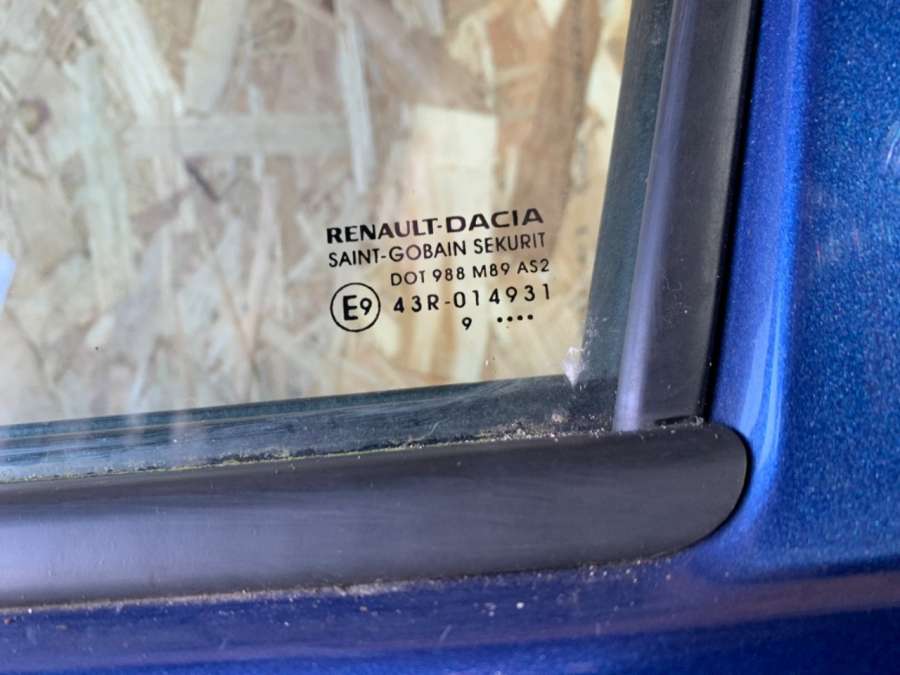 RENAULT-DACIA
SAINT-GOBAIN SEKURIT
DOT 988 M89 AS2
E9 43R-014931
9 ••••